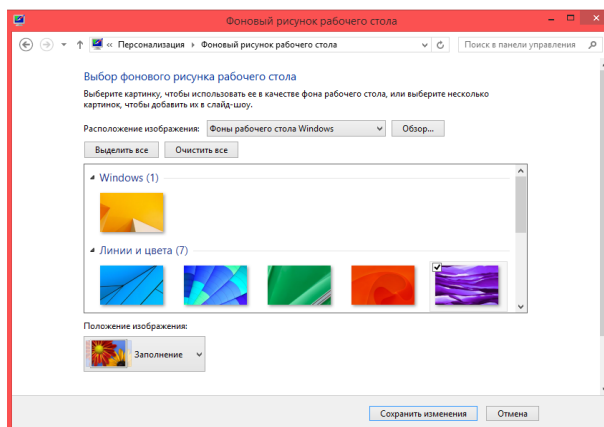 Фоновый рисунок рабочего стола
« Персонализация Фоновый рисунок рабочего стола Поиск в панели управления
Выбор фонового рисунка рабочего стола
Выберите картинку, чтобы использовать ее в качестве фона рабочего стола, или выберите несколько
картинок, чтобы добавить их в слайд-шоу.
Расположение изображения: Фоны рабочего стола Windows Обзор...
Выделить все Очистить все
Windows (1)
Линии и цвета (7)
Положение изображения:
Заполнение
Сохранить изменения Отмена